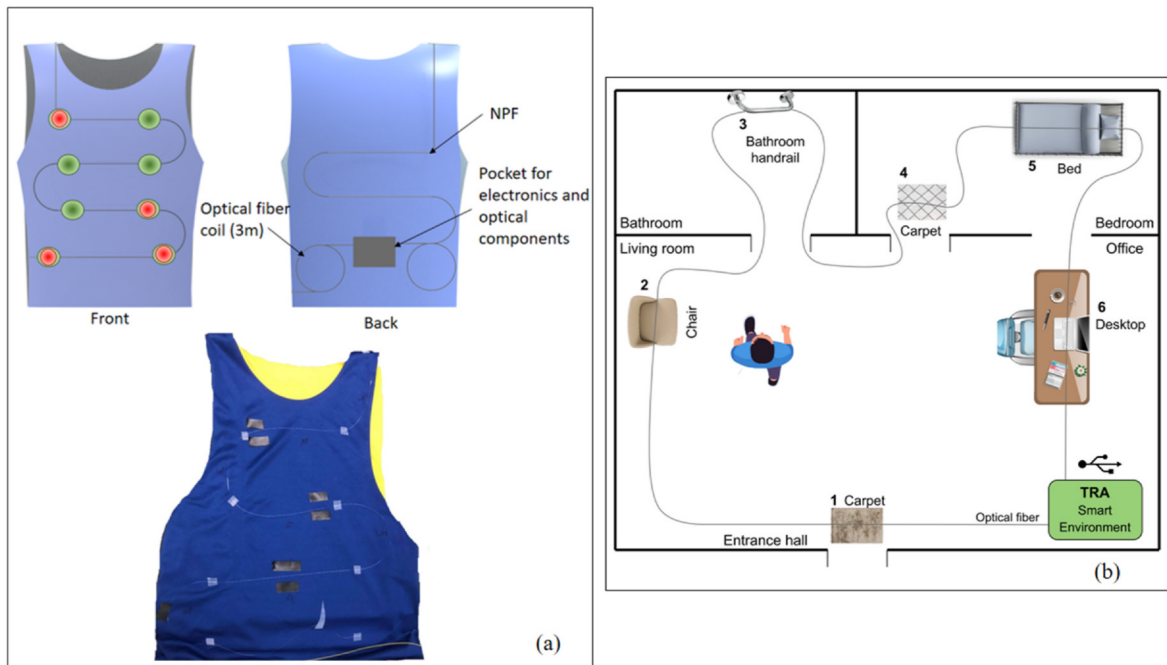 NPF
Pocket for
electronics and
optical
components
Optical fiber
coil (3m)
Front
Back
(a)
3
Bathroom
handrail
4
Carpet
5
Bed
Bathroom
Living room
Bedroom
Office
2
Chair
6
Desktop
1 Carpet
Optical fiber
TRA
Smart
Environment
Entrance hall
(b)